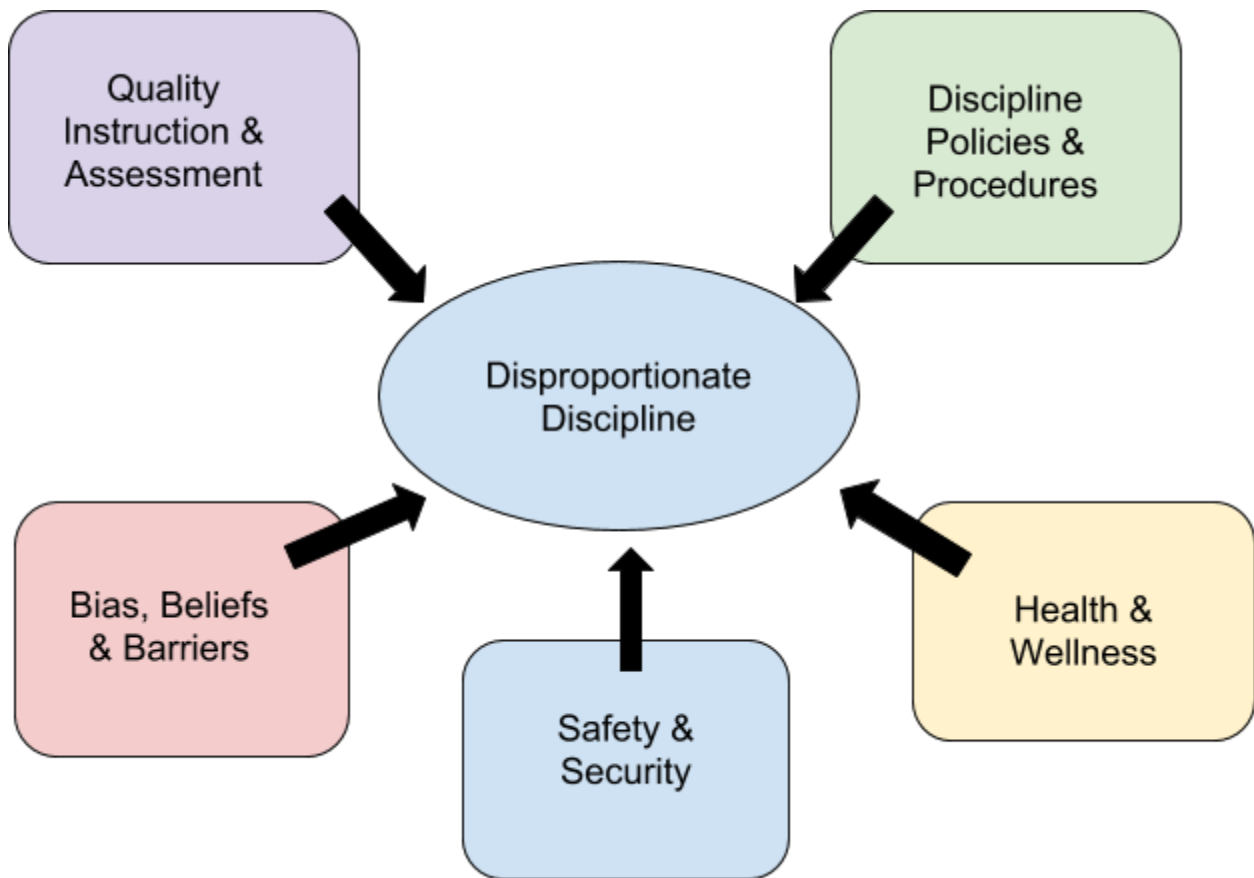 Quality
Instruction &
Assessment
Discipline
Policies &
Procedures
Disproportionate
Discipline
Bias, Beliefs
& Barriers
Safety &
Security
Health &
Wellness